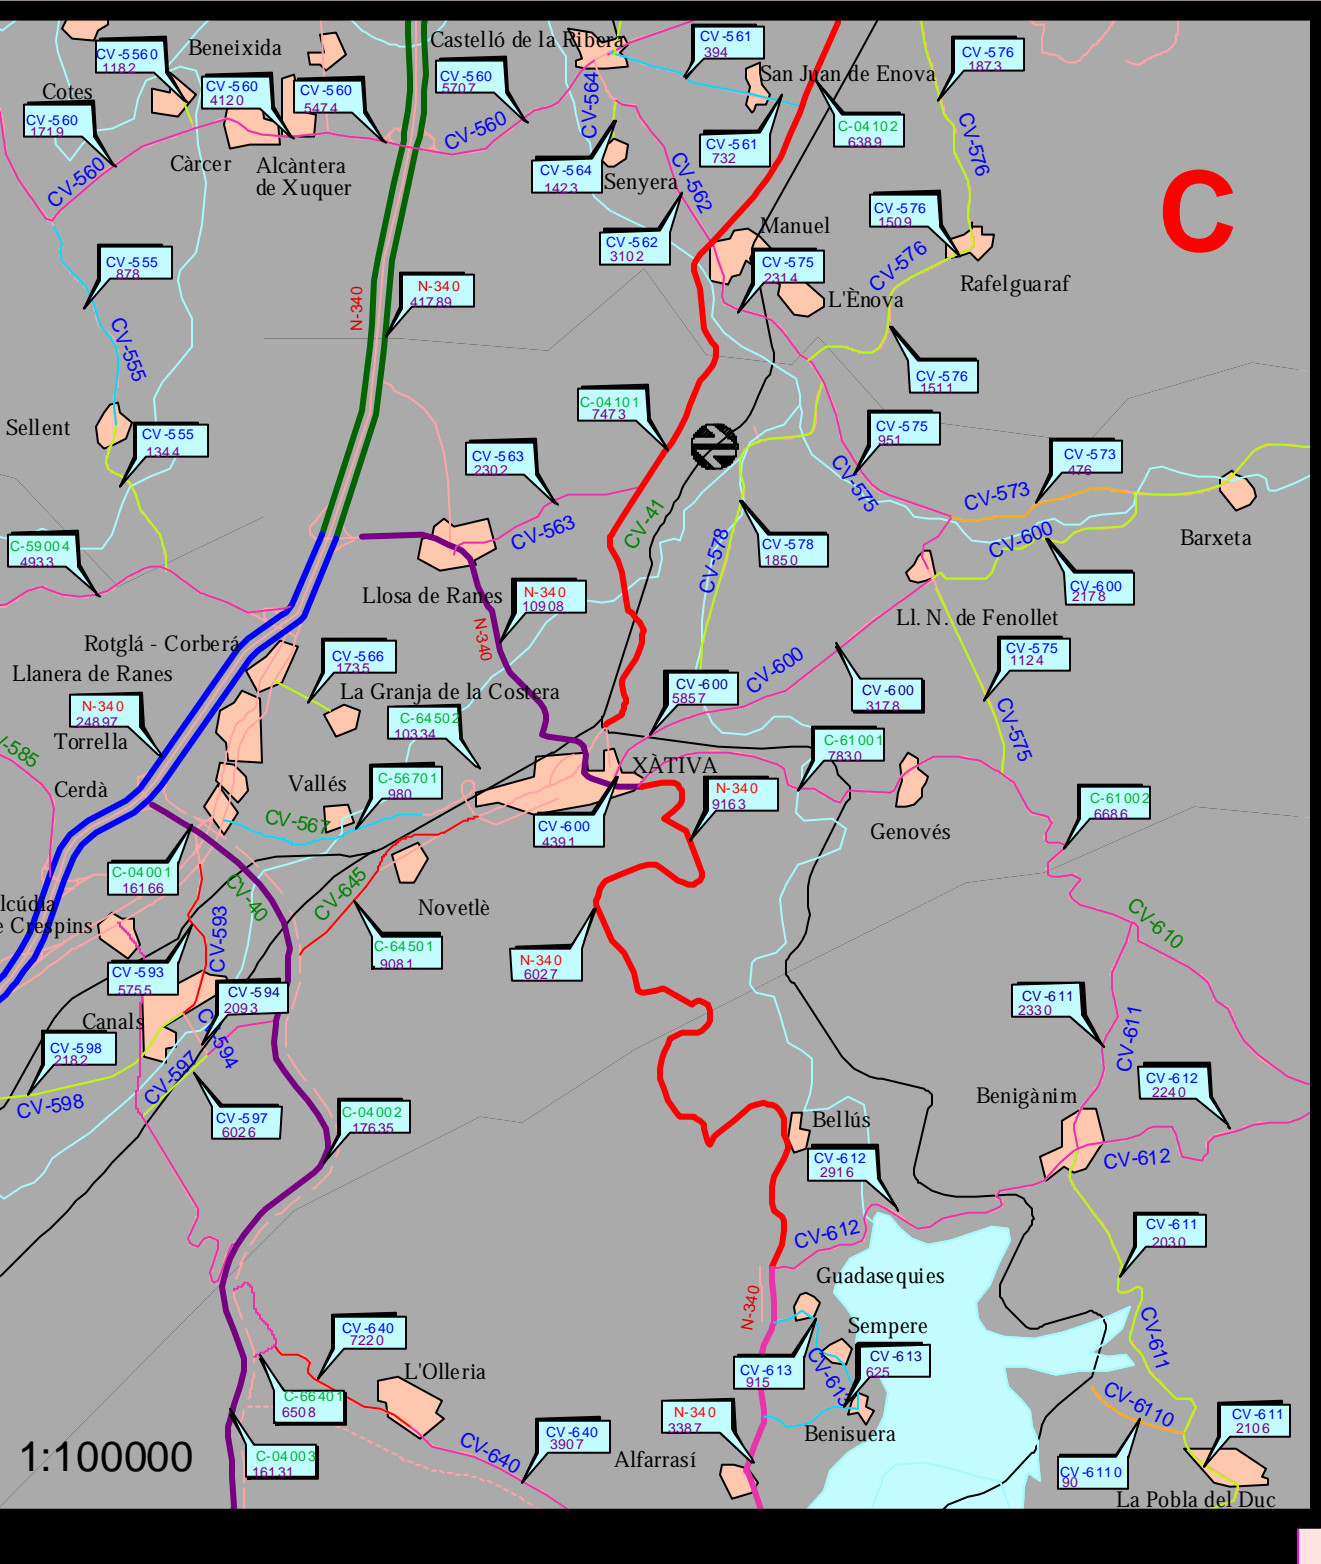 Beneixida
Castelló de la Ribera
CV-561
394
CV-576
1873
CV-5560
1182
CV-560
4120
CV-560
5474
CV-560
5707
San Juan de Enova
Cotes
CV-560
1719
CV-564
C-04102
6389
CV-560
CV-561
732
CV-576
Càrcer
Alcàntera
de Xuquer
CV-564
1423
Senyera
CV-562
CV-560
C
CV-576
1509
Manuel
CV-562
3102
CV-555
878
CV-575
2314
CV-576
Rafelguaraf
L'Ènova
N-340
N-340
41789
CV-555
CV-576
1511
C-04101
7473
Sellent
CV-555
1344
CV-575
951
CV-563
2302
CV-573
476
CV-575
CV-573
C-59004
4933
CV-563
CV-41
CV-578
CV-578
1850
CV-600
Barxeta
CV-600
2178
Llosa de Ranes
N-340
10908
Ll. N. de Fenollet
N-340
Rotglá - Corberá
CV-566
1735
CV-575
1124
Llanera de Ranes
La Granja de la Costera
CV-600
5857
CV-600
CV-600
3178
N-340
24897
C-64502
10334
CV-575
Torrella
C-61001
7830
V-585
XÀTIVA
Cerdà
Vallés
C-56701
980
N-340
9163
C-61002
6686
CV-567
CV-600
4391
Genovés
C-04001
16166
CV-40
CV-645
Novetlè
lcúdia
e Crespins
CV-593
CV-610
C-64501
9081
N-340
6027
CV-593
5755
CV-594
2093
CV-611
2330
Canals
CV-594
CV-611
CV-598
2182
CV-597
CV-612
2240
CV-598
Benigànim
CV-597
6026
C-04002
17635
Bellús
CV-612
2916
CV-612
CV-612
CV-611
2030
Guadasequies
N-340
CV-640
7220
Sempere
CV-611
L'Olleria
CV-613
915
CV-613
CV-613
625
C-66401
6508
CV-6110
N-340
3387
CV-611
2106
CV-640
3907
Benisuera
CV-640
Alfarrasí
1:100000
C-04003
16131
CV-6110
90
La Pobla del Duc